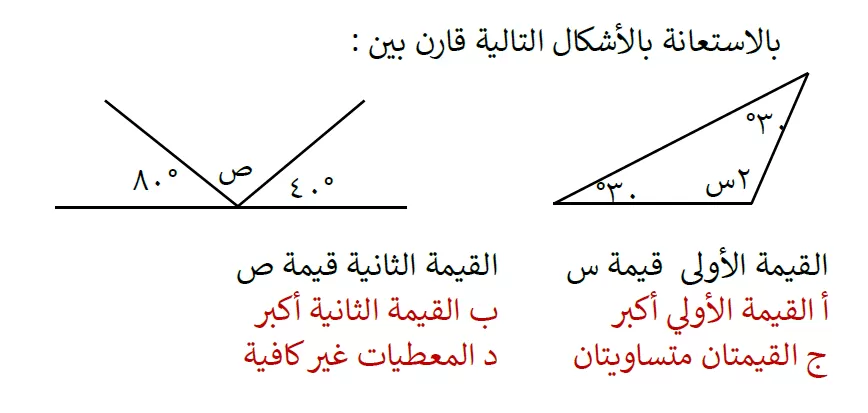 بالاستعانة بالأشكال التالية قارن بين :
٣٠°
٣٠°
٢س
ص
٨٠°
٤٠°
القيمة الأولى قيمة س
القيمة الثانية قيمة ص
أ القيمة الأولي أكبر
ب القيمة الثانية أكبر
ج القيمتان متساويتان
د المعطيات غير كافية